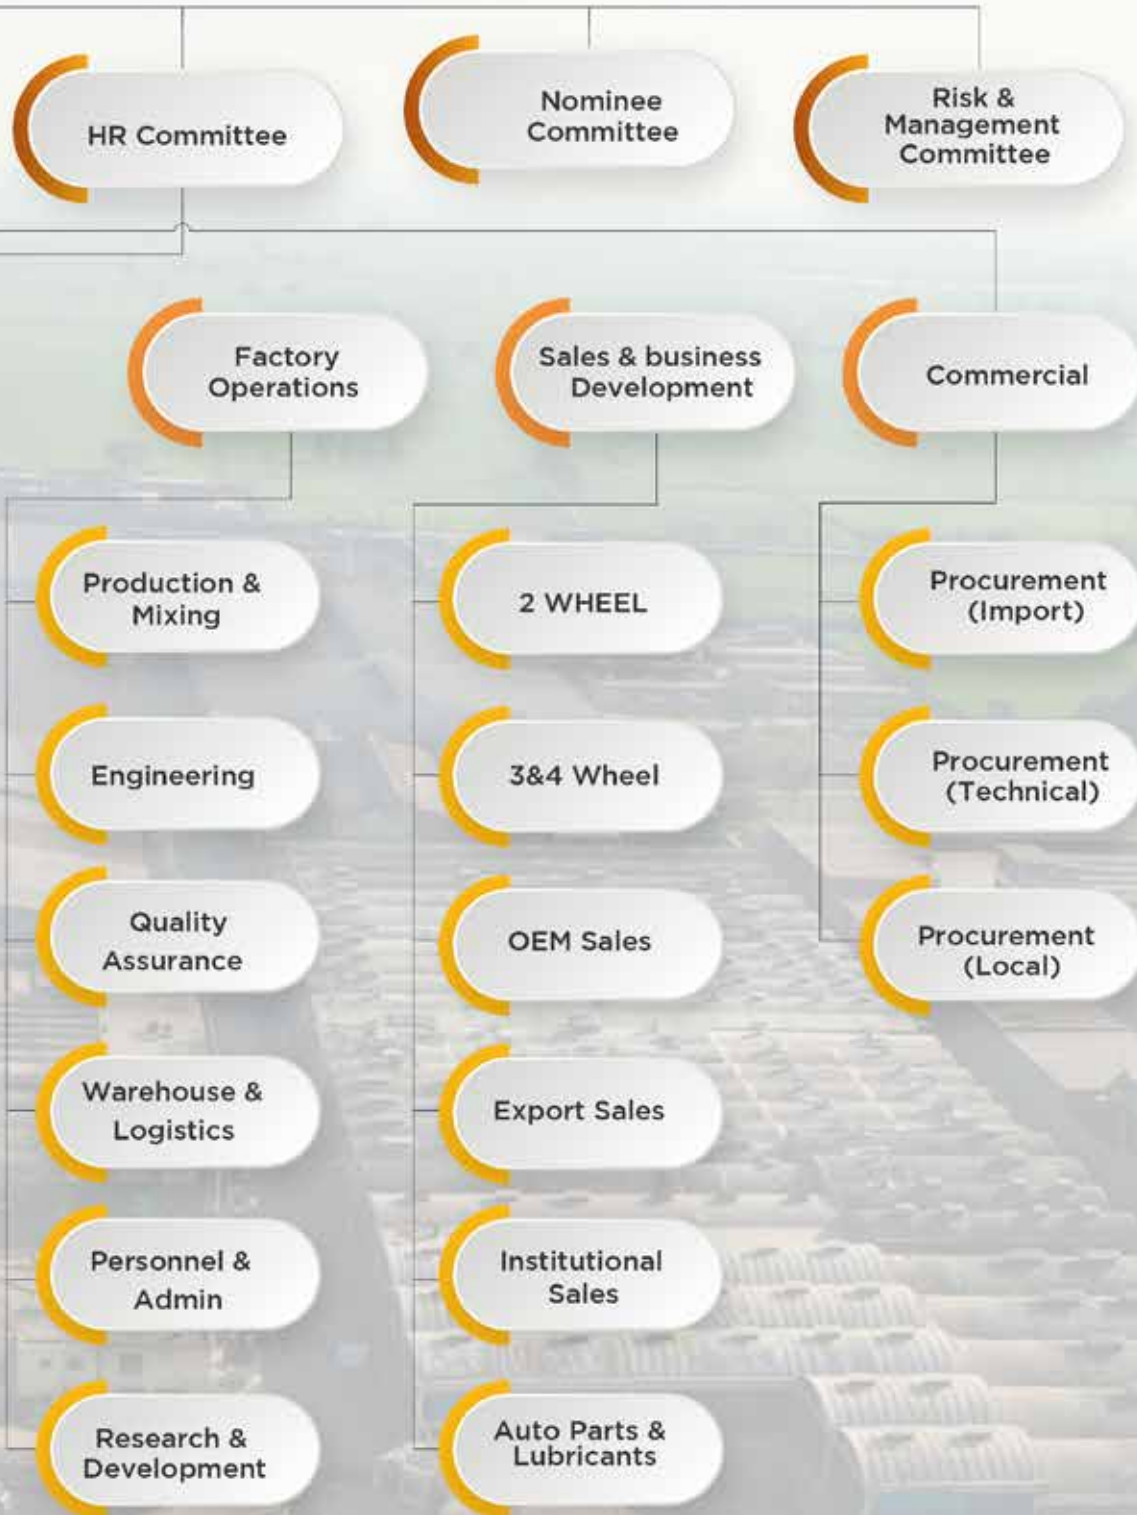 HR Committee
Nominee
Committee
Risk &
Management
Committee
Factory
Operations
Sales & business
Development
Commercial
Production &
Mixing
Engineering
Quality
Assurance
Warehouse &
Logistics
Personnel &
Admin
Research &
Development
2 WHEEL
3&4 Wheel
OEM Sales
Export Sales
Institutional
Sales
Auto Parts &
Lubricants
Procurement
(Import)
Procurement
(Technical)
Procurement
(Local)